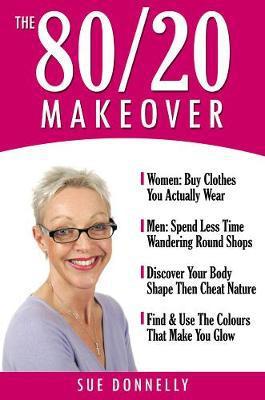 THE
80/20
MAKEOVER
Women: Buy Clothes
You Actually Wear
Men: Spend Less Time
Wandering Round Shops
Discover Your Body
Shape Then Cheat Nature
Find & Use The Colours
That Make You Glow
SUE DONNELLY